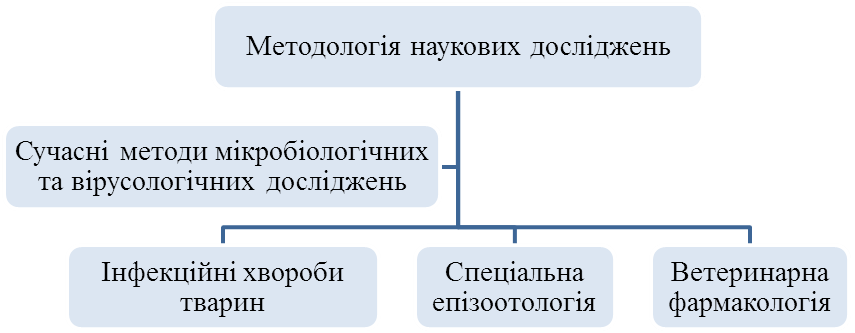 Методологія наукових досліджень
Сучасні методи мікробіологічних
та вірусологічних досліджень
Інфекційні хвороби
тварин
Спеціальна
епізоотологія
Ветеринарна
фармакологія